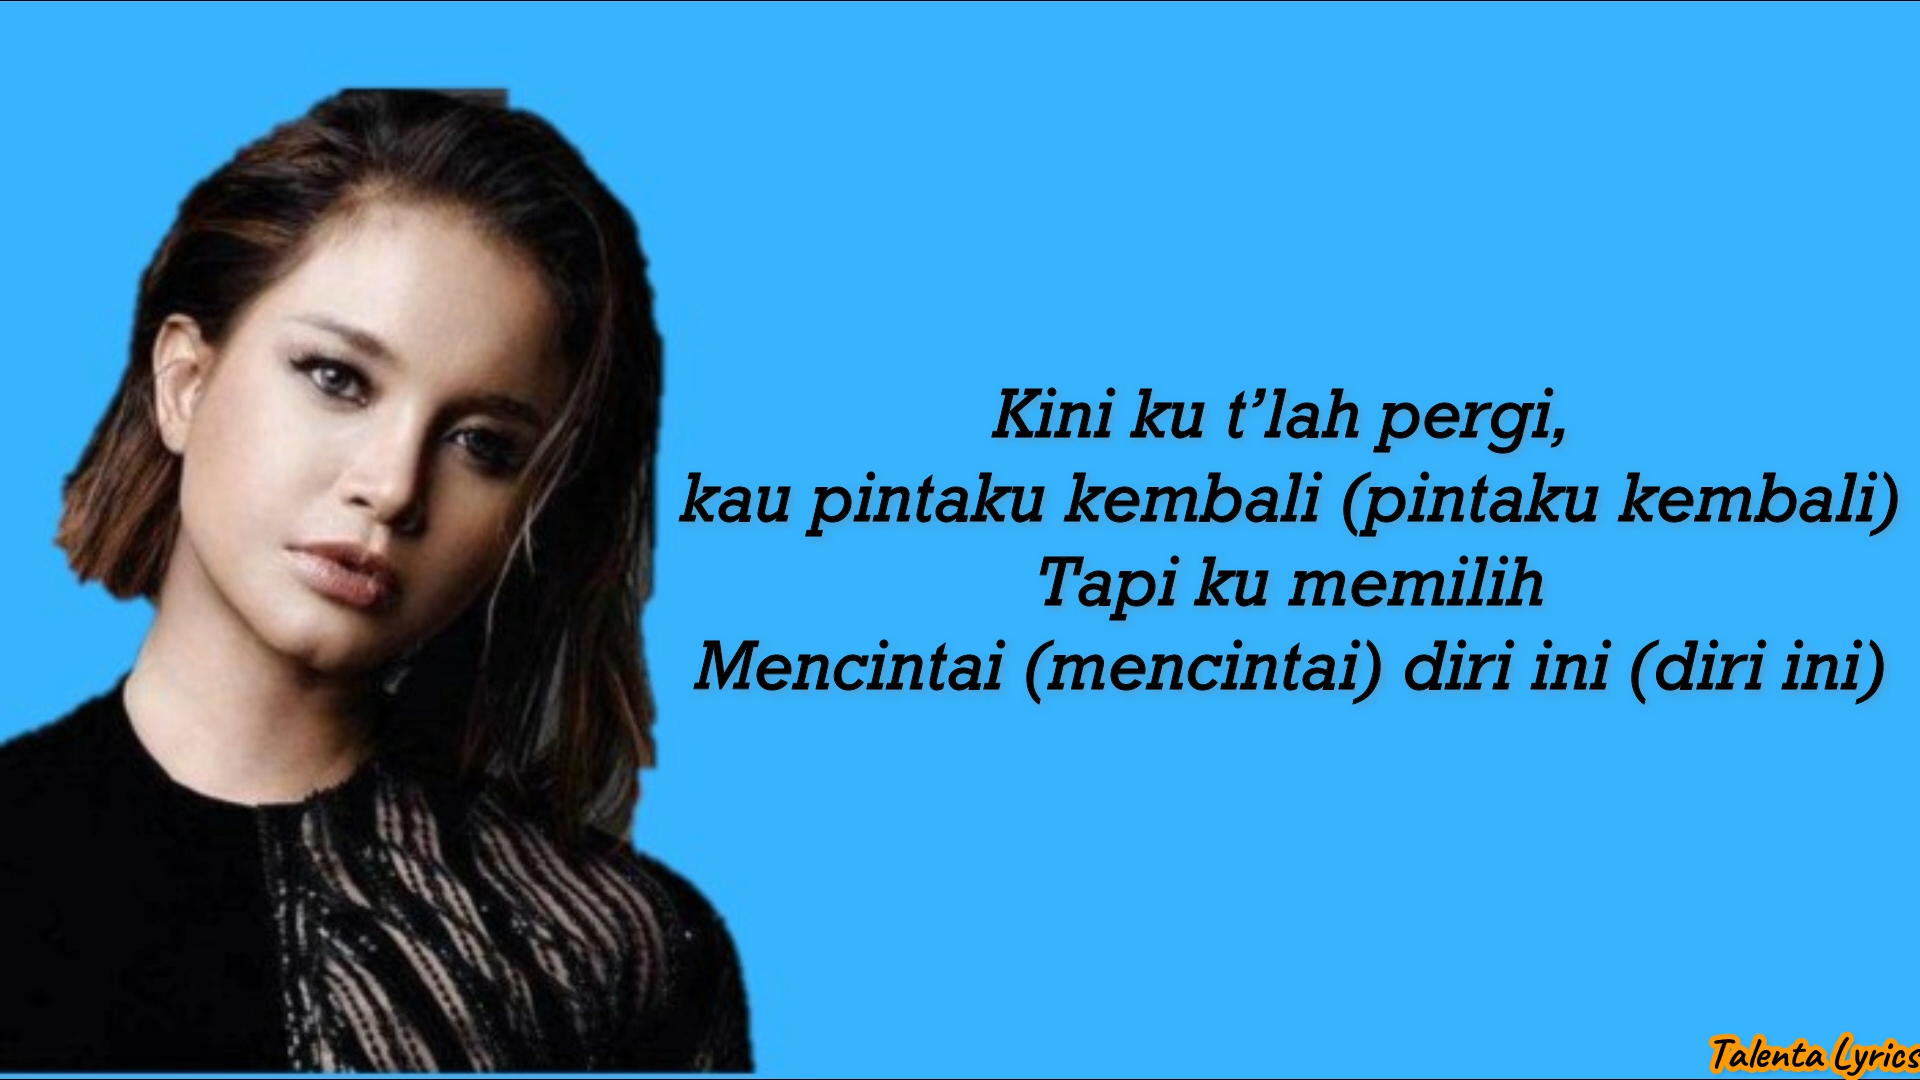 Kini ku t’lah pergi,
kau pintaku kembali (pintaku kembali)
Tapi ku memilih
Mencintai (mencintai) diri ini (diri ini)
Talenta Lyrics